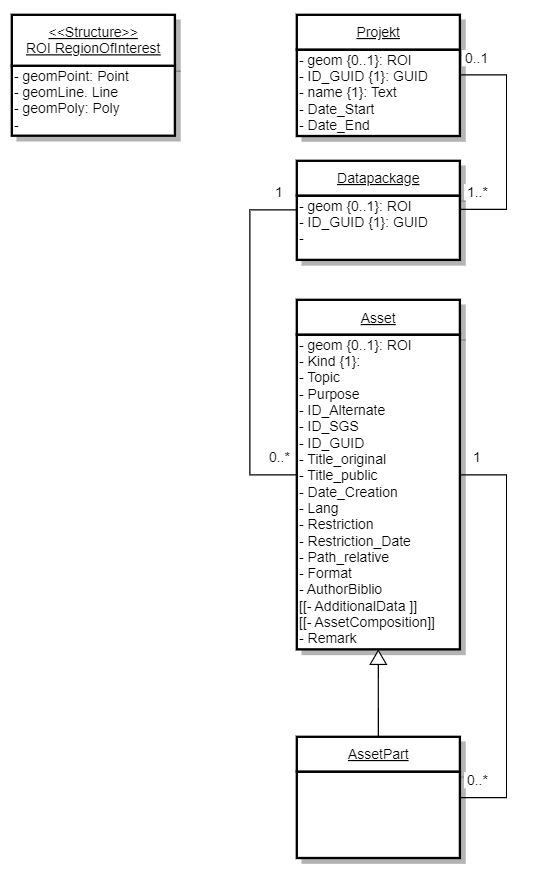 <<Structure>>
ROI RegionOfInterest
- geomPoint: Point
- geomLine. Line
- geomPoly: Poly
-
Projekt
- geom {0..1}: ROI
- ID_GUID {1}: GUID
- name {1}: Text
- Date_Start
- Date_End
0..1
Datapackage
- geom {0..1}: ROI
- ID_GUID {1}: GUID
-
1
1..*
Asset
- geom {0..1}: ROI
- Kind {1}:
- Topic
- Purpose
- ID_Alternate
- ID_SGS
- ID_GUID
- Title_original
- Title_public
- Date_Creation
- Lang
- Restriction
- Restriction_Date
- Path_relative
- Format
- AuthorBiblio
[[- AdditionalData ]]
[[- AssetComposition]]
- Remark
0..*
1
AssetPart
0..*